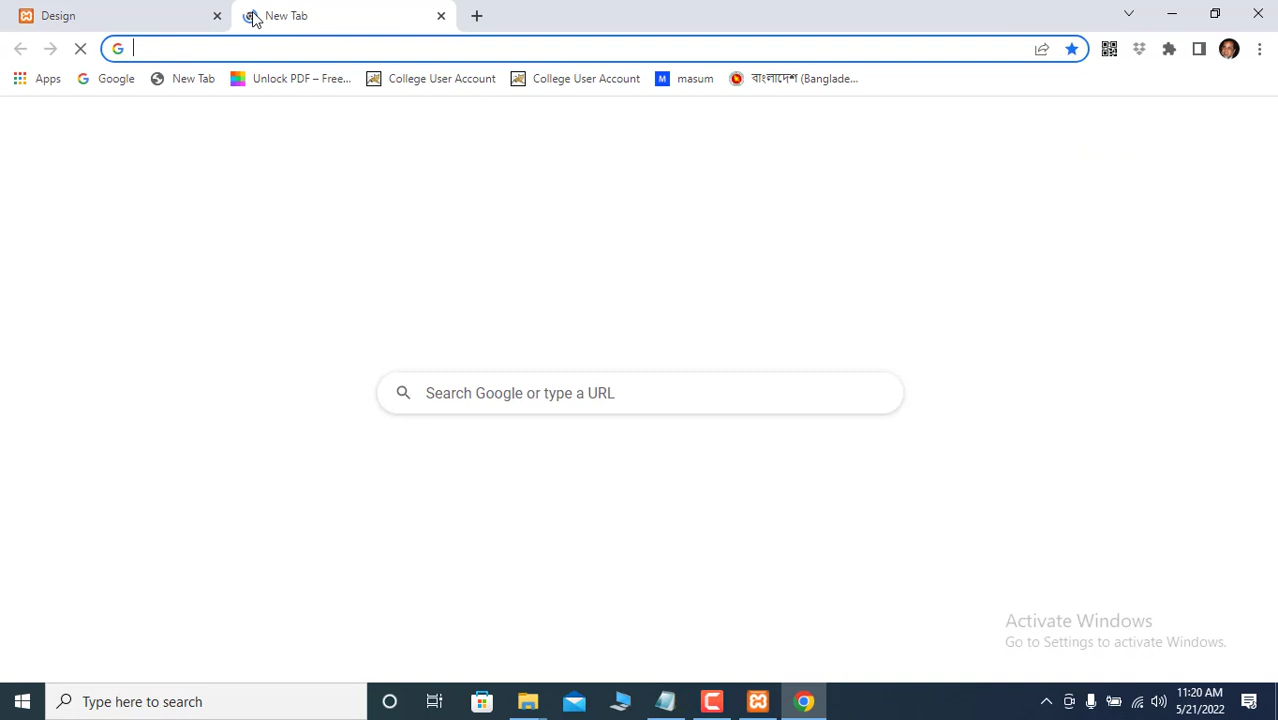 Design
New Tab
Apps
Google
New Tab
Unlock PDF – Free...
College User Account
College User Account
M
masum
বাংলাদেশ (Banglade...
Search Google or type a URL
Activate Windows
Go to Settings to activate Windows.
Type here to search
11:20 AM
5/21/2022